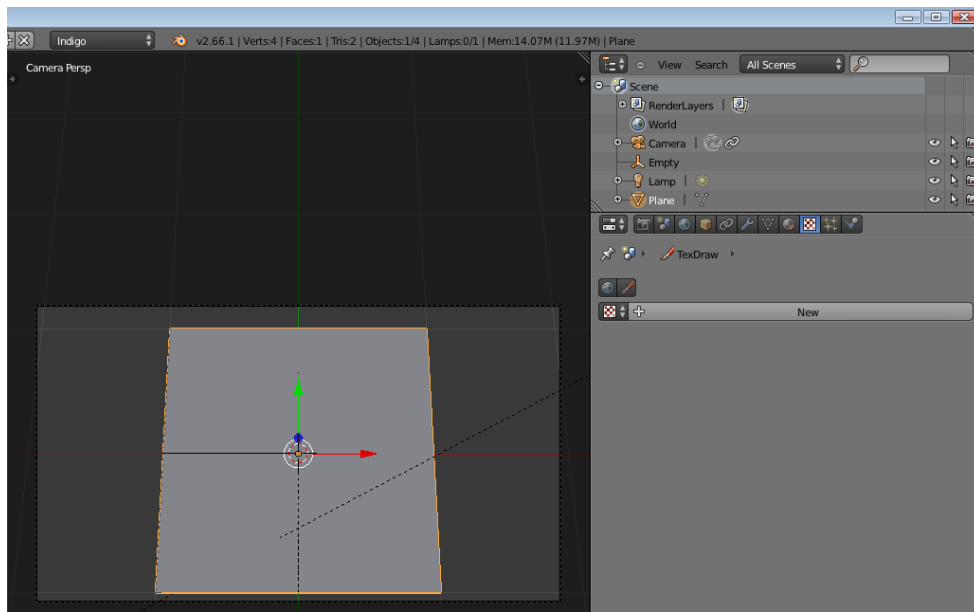 Indigo v2.66.1 | Verts:4 | Faces:1 | Tris:2 | Objects:1/4 | Lamps:0/1 | Mem:14.07M (11.97M) | Plane
Camera Persp
View Search All Scenes
Scene
RenderLayers
World
Camera
Empty
Lamp
Plane
TexDraw
New